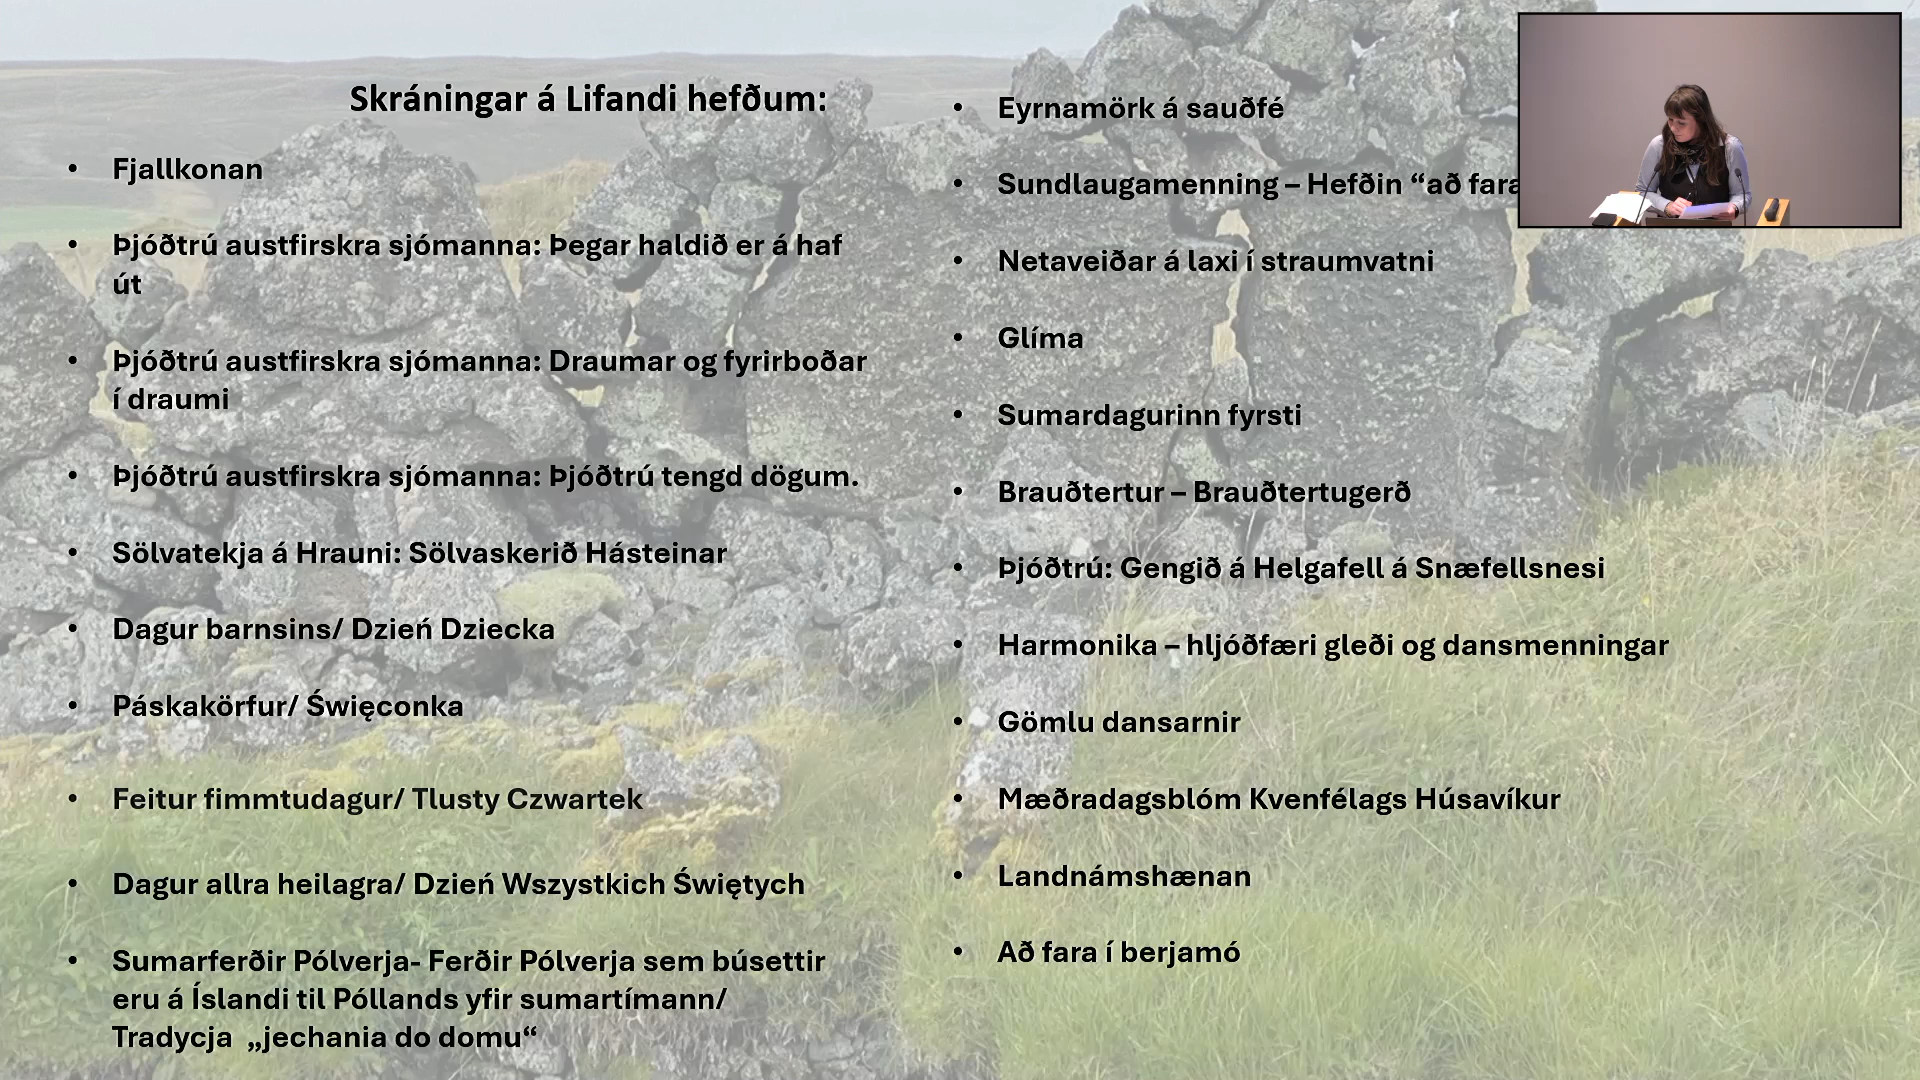 Skráningar á Lifandi hefðum:
• Fjallkonan
• Þjóðtrú austfirskra sjómanna: Þegar haldið er á haf
út
• Þjóðtrú austfirskra sjómanna: Draumar og fyrirboðar
í draumi
• Þjóðtrú austfirskra sjómanna: Þjóðtrú tengd dögum.
• Sölvatekja á Hrauni: Sölvaskerið Hásteinar
• Dagur barnsins/ Dzień Dziecka
• Páskakörfur/ Święconka
• Feitur fimmtudagur/ Tlusty Czwartek
• Dagur allra heilagra/ Dzień Wszystkich Świętych
• Sumarferðir Pólverja- Ferðir Pólverja sem búsettir
eru á Íslandi til Póllands yfir sumartímann/
Tradycja „jechania do domu“
• Eyrnamörk á sauðfé
• Sundlaugamenning – Hefðin “að fara
• Netaveiðar á laxi í straumvatni
• Glíma
• Sumardagurinn fyrsti
• Brauðtertur – Brauðtertugerð
• Þjóðtrú: Gengið á Helgafell á Snæfellsnesi
• Harmonika – hljóðfæri gleði og dansmenningar
• Gömlu dansarnir
• Mæðradagsblóm Kvenfélags Húsavíkur
• Landnámshænan
• Að fara í berjamó